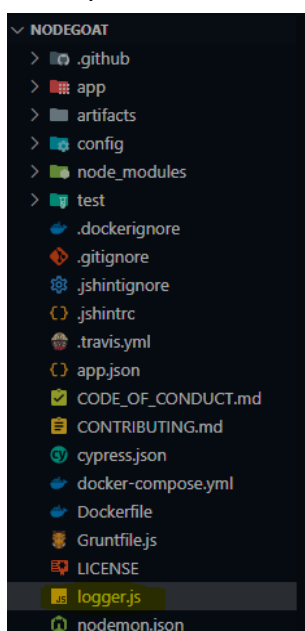 NODEGOAT
.github
app
artifacts
config
node_modules
test
.dockerignore
.gitignore
.jshintignore
.jshintrc
.travis.yml
app.json
CODE_OF_CONDUCT.md
CONTRIBUTING.md
cypress.json
docker-compose.yml
Dockerfile
Gruntfile.js
LICENSE
JS logger.js
nodemon.json